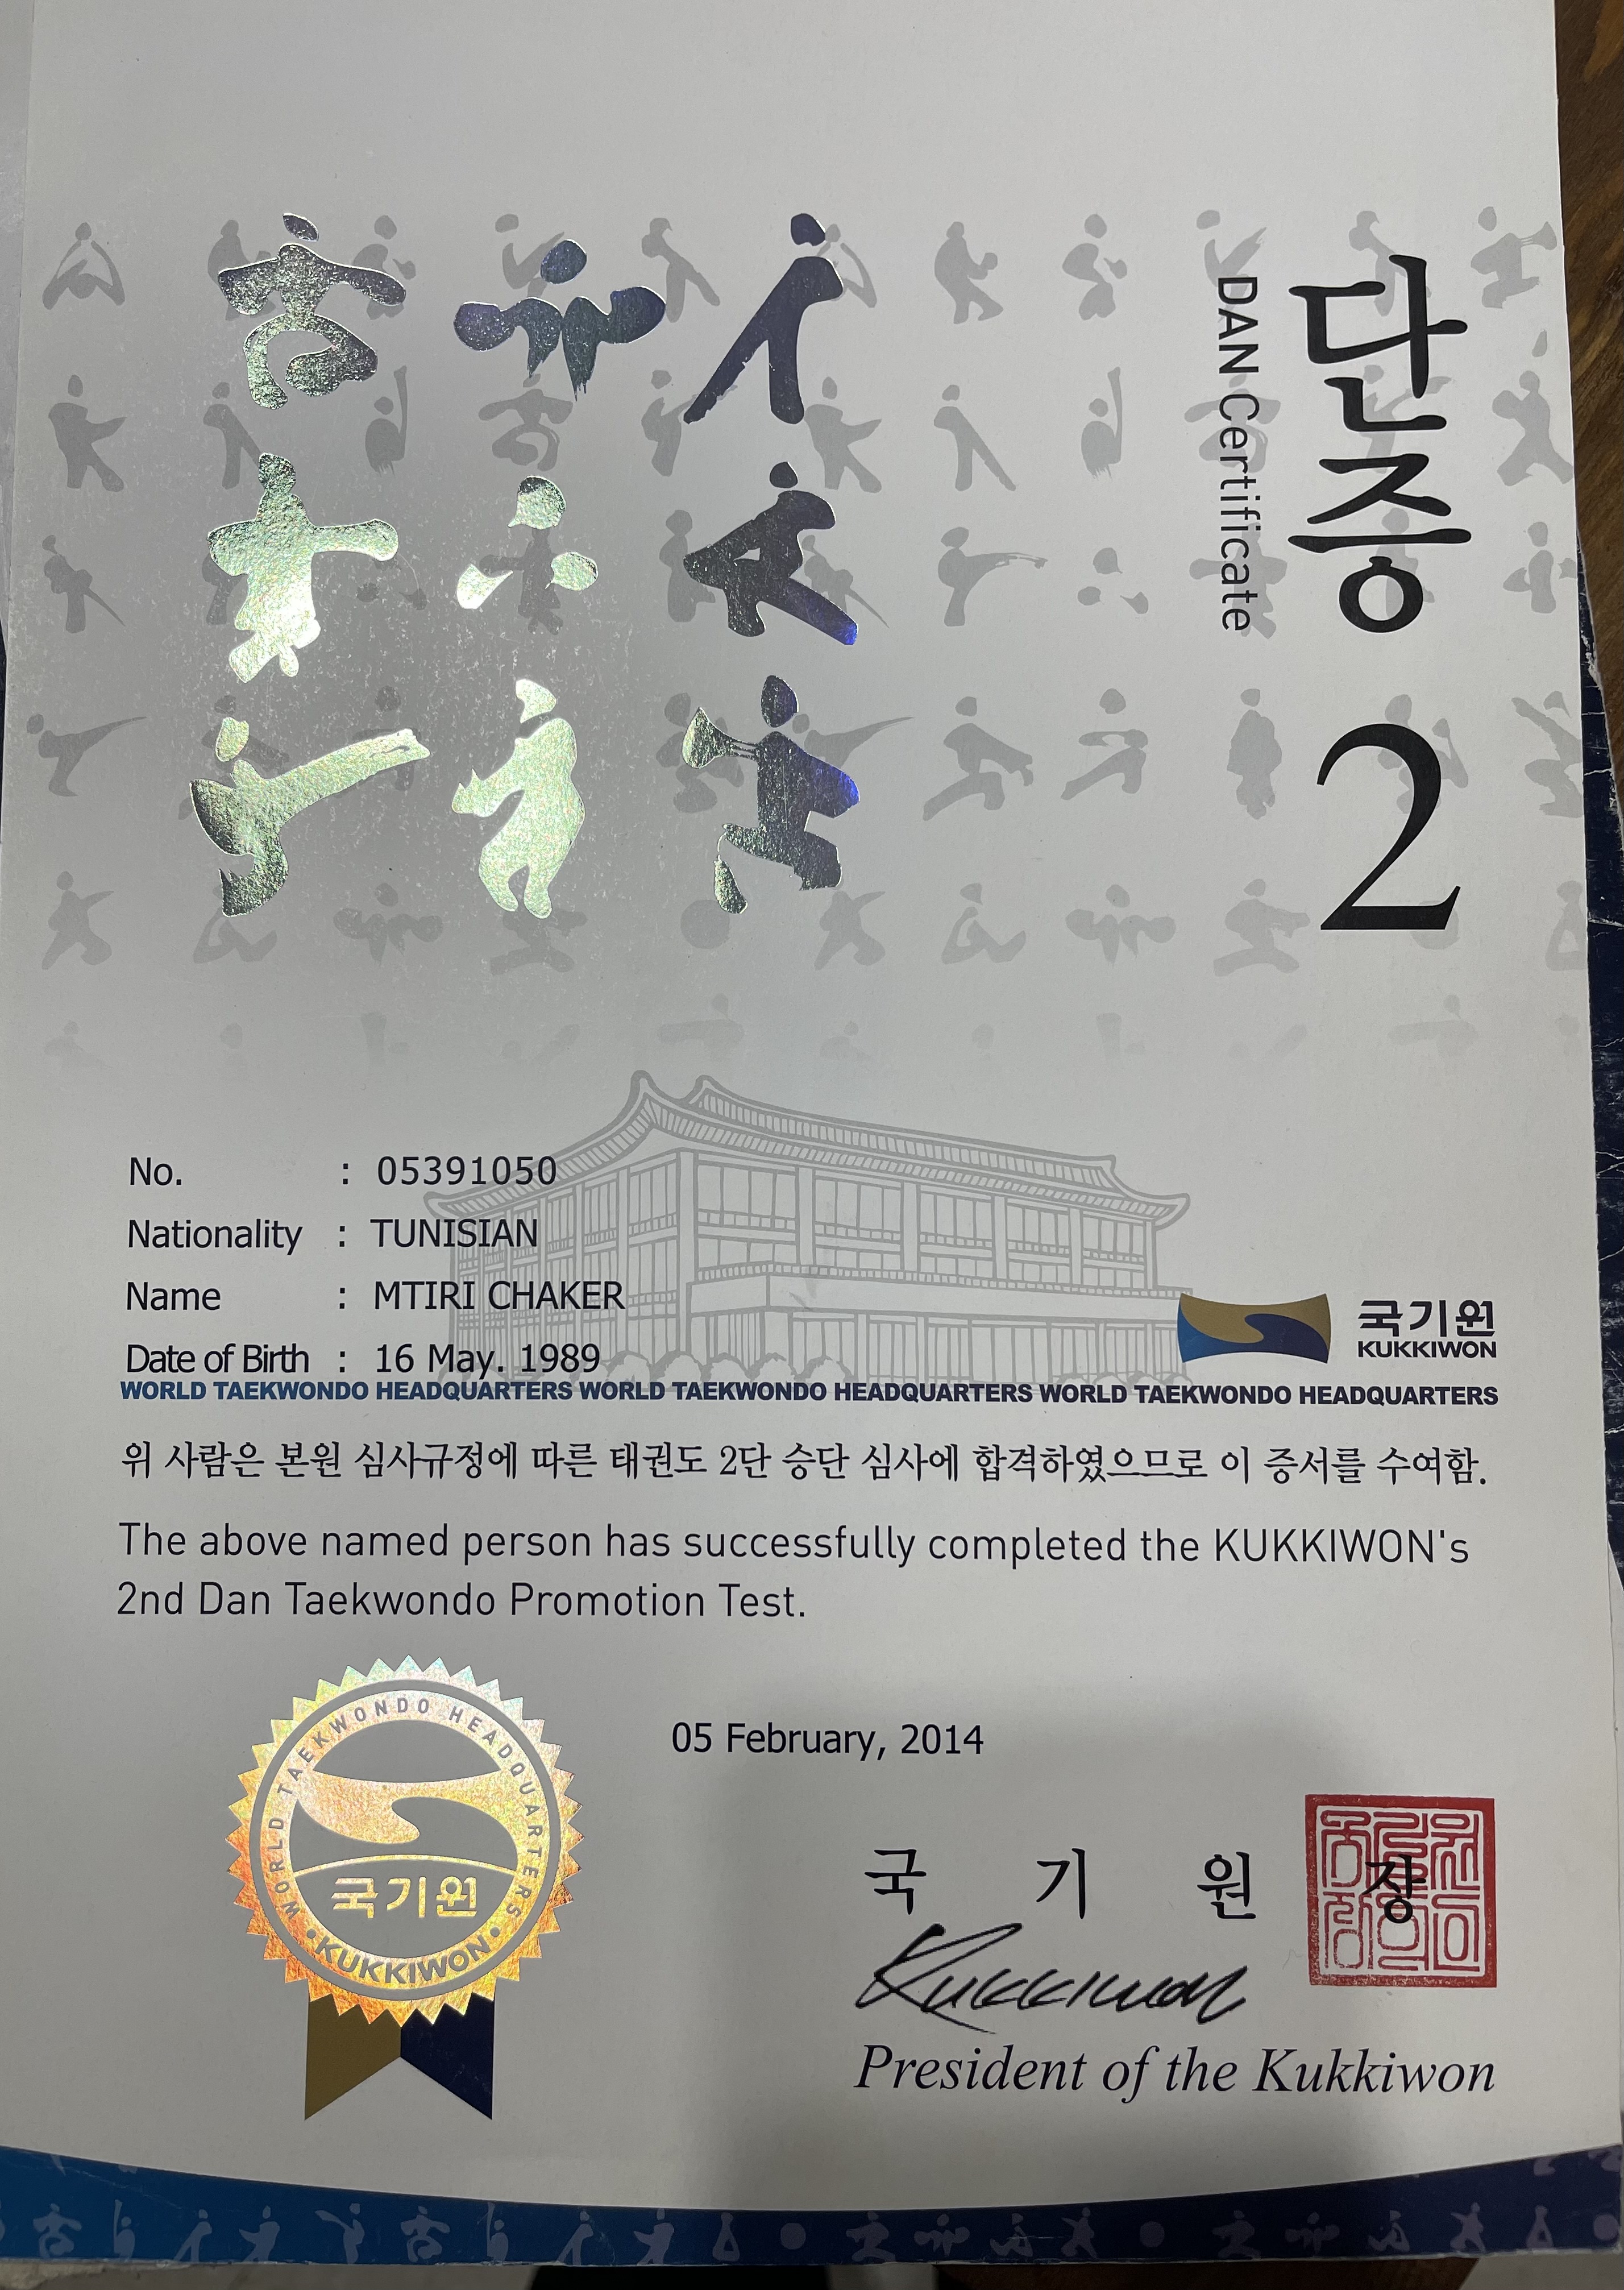 단증 2
DAN Certificate
No. : 05391050
Nationality : TUNISIAN
Name : MTIRI CHAKER
Date of Birth : 16 May. 1989
국기원
KUKKIWON
WORLD TAEKWONDO HEADQUARTERS WORLD TAEKWONDO HEADQUARTERS WORLD TAEKWONDO HEADQUARTERS
위 사람은 본원 심사규정에 따른 태권도 2단 승단 심사에 합격하였으므로 이 증서를 수여함.
The above named person has successfully completed the KUKKIWON's
2nd Dan Taekwondo Promotion Test.
05 February, 2014
WORLD TAEKWONDO HEADQUARTERS
국기원
•KUKKIWON•
국 기 원 장
Kukkiwon
President of the Kukkiwon